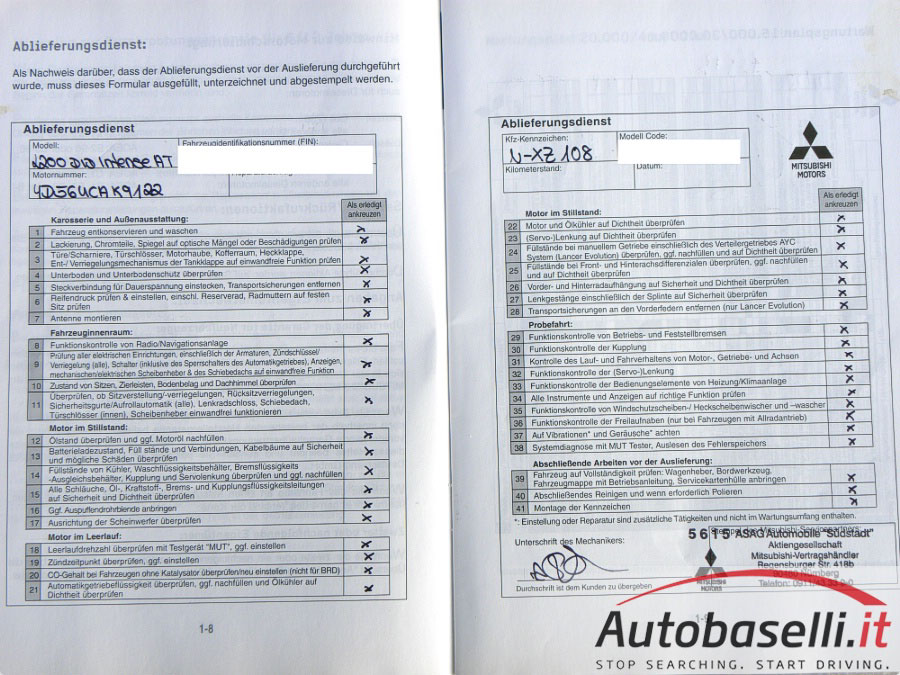 Ablieferungsdienst:
Als Nachweis darüber, dass der Ablieferungsdienst vor der Auslieferung durchgeführt
wurde, muss dieses Formular ausgefüllt, unterzeichnet und abgestempelt werden.
Ablieferungsdienst
Modell:
Fahrzeugidentifikationsnummer (FIN):
L200 DID Intense AT
Motornummer:
4D56UCAK9122
Als erledigt
ankreuzen
Karosserie und Außenausstattung:
1 Fahrzeug entkonservieren und waschen x
2 Lackierung, Chromteile, Spiegel auf optische Mängel oder Beschädigungen prüfen x
3 Türe/Scharniere, Türschlösser, Motorhaube, Kofferraum, Heckklappe,
Ent-/ Verriegelungsmechanismus der Tankklappe auf einwandfreie Funktion prüfen x
4 Unterboden und Unterbodenschutz überprüfen x
5 Steckverbindung für Dauerspannung einstecken, Transportsicherungen entfernen x
6 Reifendruck prüfen & einstellen, einschl. Reserverad, Radmuttern auf festen
Sitz prüfen x
7 Antenne montieren x
Fahrzeuginnenraum:
8 Funktionskontrolle von Radio/Navigationsanlage x
9 Prüfung aller elektrischen Einrichtungen, einschließlich der Armaturen, Zündschlüssel/
Verriegelung (alle), Schalter (inklusive des Sperrschalters des Automatikgetriebes), Anzeigen,
mechanischen/elektrischen Scheibenheber & des Schiebedachs auf einwandfreie Funktion x
10 Zustand von Sitzen, Zierleisten, Bodenbelag und Dachhimmel überprüfen x
11 Überprüfen, ob Sitzverstellung/-verriegelungen, Rücksitzverriegelungen,
Sicherheitsgurte/Aufrollautomatik (alle), Lenkradschloss, Schiebedach,
Türschlösser (innen), Scheibenheber einwandfrei funktionieren x
Motor im Stillstand:
12 Ölstand überprüfen und ggf. Motoröl nachfüllen x
13 Batterieladezustand, Füll stände und Verbindungen, Kabelbäume auf Sicherheit
und mögliche Schäden überprüfen x
14 Füllstände von Kühler, Waschflüssigkeitsbehälter, Bremsflüssigkeits
-Ausgleichsbehälter, Kupplung und Servolenkung überprüfen und ggf. nachfüllen x
15 Alle Schläuche, Öl-, Kraftstoff-, Brems- und Kupplungsflüssigkeitsleitungen
auf Sicherheit und Dichtheit überprüfen x
16 Ggf. Auspuffendrohrblende anbringen x
17 Ausrichtung der Scheinwerfer überprüfen x
Motor im Leerlauf:
18 Leerlaufdrehzahl überprüfen mit Testgerät "MUT", ggf. einstellen x
19 Zündzeitpunkt überprüfen, ggf. einstellen x
20 CO-Gehalt bei Fahrzeugen ohne Katalysator überprüfen/neu einstellen (nicht für BRD) x
21 Automatikgetriebeflüssigkeit überprüfen, ggf. nachfüllen und Ölkühler auf
Dichtheit überprüfen x
1-8
Ablieferungsdienst
Kfz-Kennzeichen:
Model Code:
N-XZ 108
Kilometerstand:
Datum:
MITSUBISHI
MOTORS
Als erledigt
ankreuzen
Motor im Stillstand:
22 Motor und Ölkühler auf Dichtheit überprüfen x
23 (Servo-)Lenkung auf Dichtheit überprüfen x
24 Füllstände bei manuellem Getriebe einschließlich des Verteilergetriebes AYC
System (Lancer Evolution) überprüfen, ggf. nachfüllen und auf Dichtheit überprüfen x
25 Füllstände bei Front- und Hinterachsdifferenzialen überprüfen, ggf. nachfüllen
und auf Dichtheit überprüfen x
26 Vorder- und Hinterradaufhängung auf Sicherheit und Dichtheit überprüfen x
27 Lenkgestänge einschließlich der Splinte auf Sicherheit überprüfen x
28 Transportsicherungen an den Vorderfedern entfernen (nur Lancer Evolution) x
Probefahrt:
29 Funktionskontrolle von Betriebs- und Feststellbremsen x
30 Funktionskontrolle der Kupplung x
31 Kontrolle des Lauf- und Fahrverhaltens von Motor-, Getriebe- und Achsen x
32 Funktionskontrolle der (Servo-)Lenkung x
33 Funktionskontrolle der Bedienungselemente von Heizung/Klimaanlage x
34 Alle Instrumente und Anzeigen auf richtige Funktion prüfen x
35 Funktionskontrolle von Windschutzscheiben-/ Heckscheibenwischer und –wascher x
36 Funktionskontrolle der Freilaufnaben (nur bei Fahrzeugen mit Allradantrieb) x
37 Auf Vibrationen* und Geräusche* achten x
38 Systemdiagnose mit MUT Tester, Auslesen des Fehlerspeichers x
Abschließende Arbeiten vor der Auslieferung:
39 Fahrzeug auf Vollständigkeit prüfen: Wagenheber, Bordwerkzeug,
Fahrzeugmappe mit Betriebsanleitung, Servicekartenhülle anbringen x
40 Abschließendes Reinigen und wenn erforderlich Polieren x
41 Montage der Kennzeichen x
*: Einstellung oder Reparatur sind zusätzliche Tätigkeiten und nicht im Wartungsumfang enthalten.
Unterschrift des Mechanikers:
5615 ASAG Automobile "Südstadt"
Aktiengesellschaft
Mitsubishi-Vertragshändler
Regensburger Str. 418b
MITSUBISHI
MOTORS
Durchschrift ist dem Kunden zu übergeben
Autobaselli.it
STOP SEARCHING. START DRIVING.